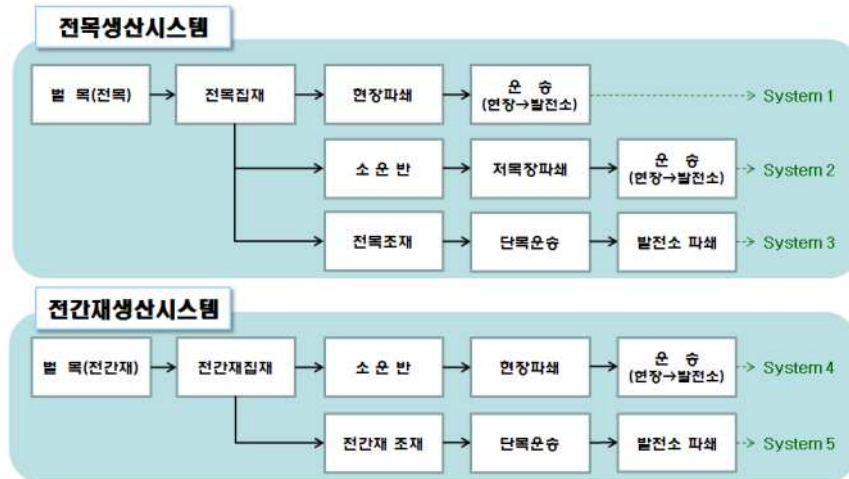 전목생산시스템
벌 목(전목)
전목집재
현장파쇄
운 송
(현장→발전소)
System 1
소 운 반
저목장파쇄
운 송
(현장→발전소)
System 2
전목조재
단목운송
발전소 파쇄
System 3
전간재생산시스템
벌 목(전간재)
전간재집재
소 운 반
현장파쇄
운 송
(현장→발전소)
System 4
전간재 조재
단목운송
발전소 파쇄
System 5